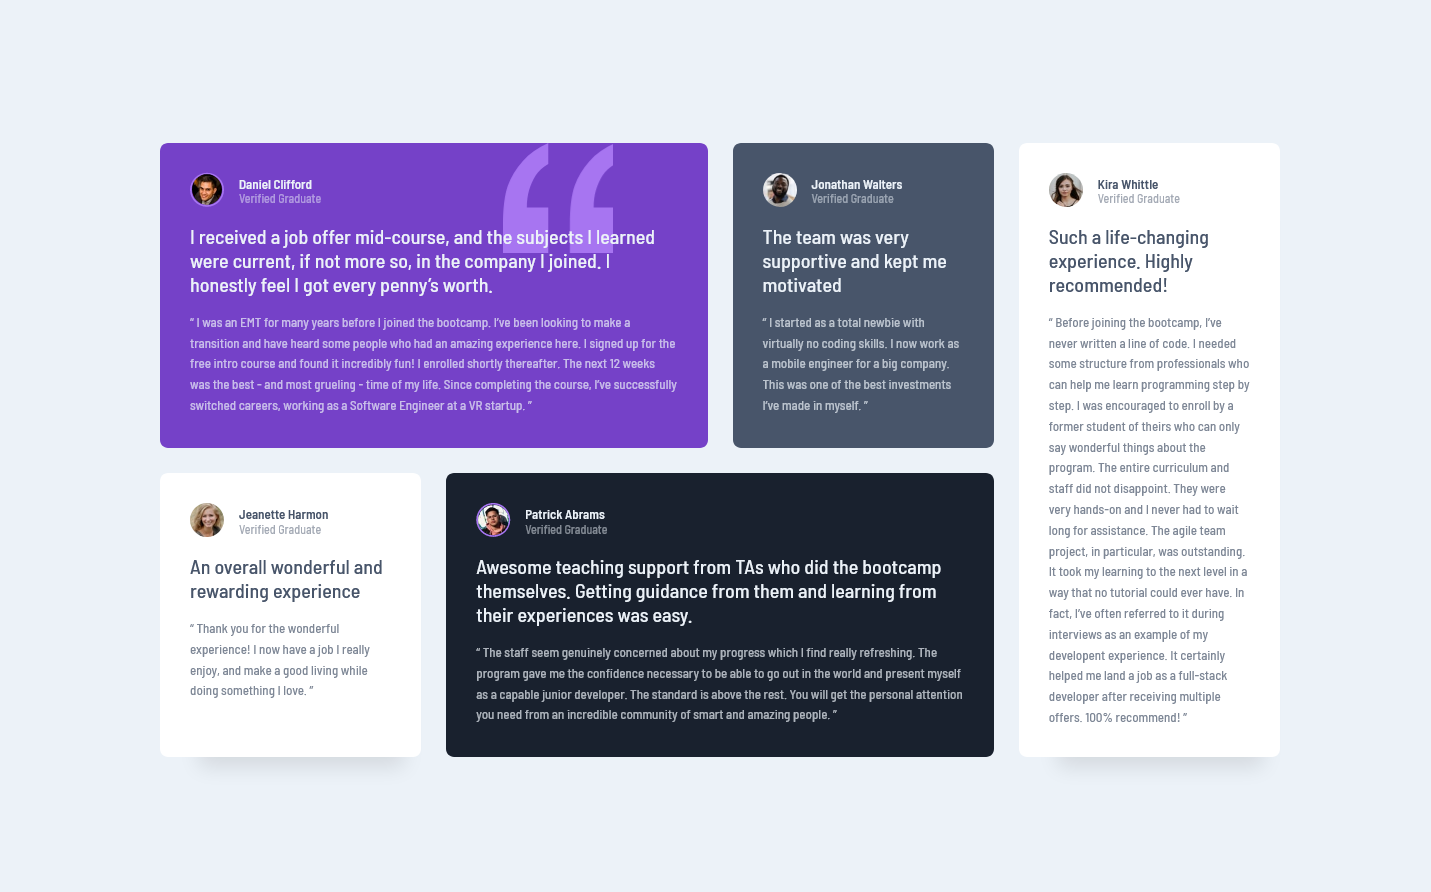 Daniel Clifford
Verified Graduate
I received a job offer mid-course, and the subjects I learned
were current, if not more so, in the company I joined. I
honestly feel I got every penny’s worth.
“ I was an EMT for many years before I joined the bootcamp. I’ve been looking to make a
transition and have heard some people who had an amazing experience here. I signed up for the
free intro course and found it incredibly fun! I enrolled shortly thereafter. The next 12 weeks
was the best - and most grueling - time of my life. Since completing the course, I’ve successfully
switched careers, working as a Software Engineer at a VR startup. ”
Jonathan Walters
Verified Graduate
The team was very
supportive and kept me
motivated
“ I started as a total newbie with
virtually no coding skills. I now work as
a mobile engineer for a big company.
This was one of the best investments
I’ve made in myself. ”
Kira Whittle
Verified Graduate
Such a life-changing
experience. Highly
recommended!
“ Before joining the bootcamp, I’ve
never written a line of code. I needed
some structure from professionals who
can help me learn programming step by
step. I was encouraged to enroll by a
former student of theirs who can only
say wonderful things about the
program. The entire curriculum and
staff did not disappoint. They were
very hands-on and I never had to wait
long for assistance. The agile team
project, in particular, was outstanding.
It took my learning to the next level in a
way that no tutorial could ever have. In
fact, I’ve often referred to it during
interviews as an example of my
developent experience. It certainly
helped me land a job as a full-stack
developer after receiving multiple
offers. 100% recommend! ”
Jeanette Harmon
Verified Graduate
An overall wonderful and
rewarding experience
“ Thank you for the wonderful
experience! I now have a job I really
enjoy, and make a good living while
doing something I love. ”
Patrick Abrams
Verified Graduate
Awesome teaching support from TAs who did the bootcamp
themselves. Getting guidance from them and learning from
their experiences was easy.
“ The staff seem genuinely concerned about my progress which I find really refreshing. The
program gave me the confidence necessary to be able to go out in the world and present myself
as a capable junior developer. The standard is above the rest. You will get the personal attention
you need from an incredible community of smart and amazing people. ”